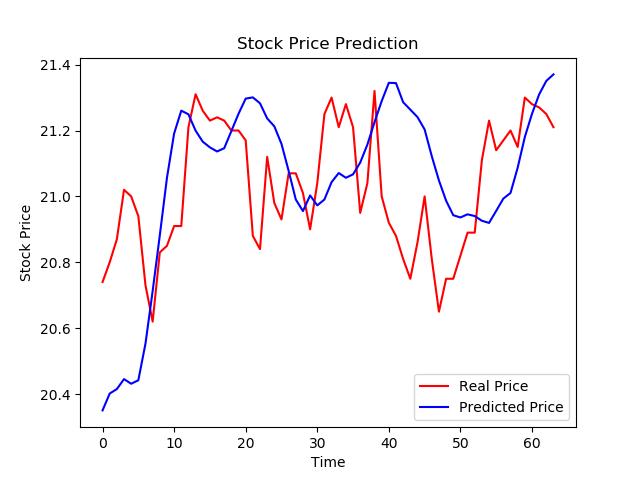 Stock Price Prediction
21.4
21.2
21.0
20.8
20.6
20.4
Stock Price
0 10 20 30 40 50 60
Time
Real Price
Predicted Price